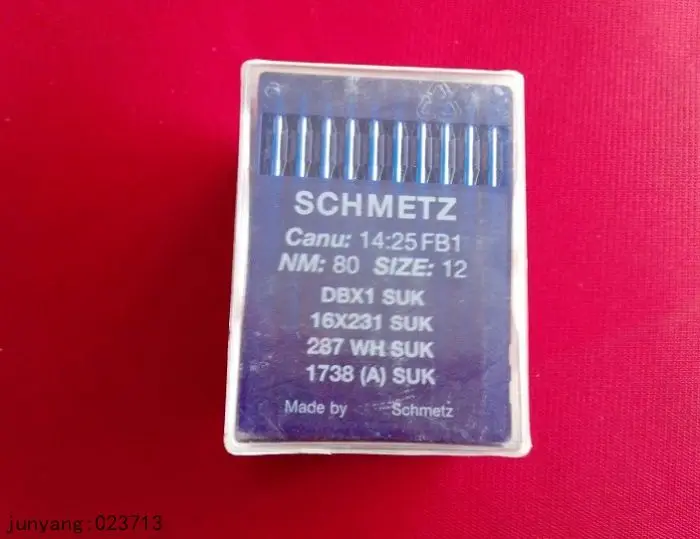 SCHMETZ
Canu: 14:25 FB1
NM: 80 SIZE: 12
DBX1 SUK
16X231 SUK
287 WH SUK
1738 (A) SUK
Made by Schmetz
junyang:023713